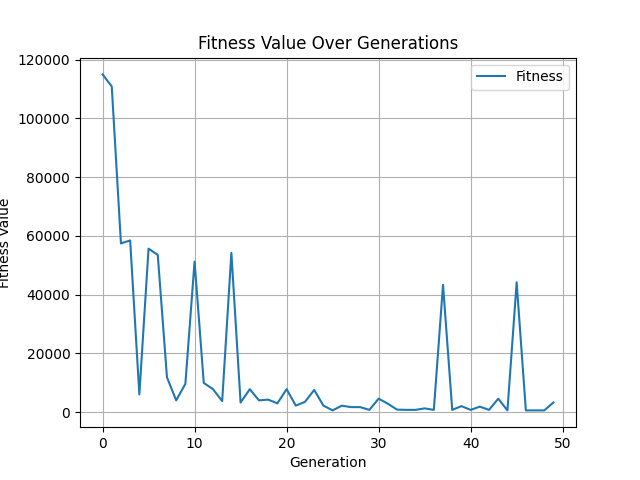 Fitness Value Over Generations
Fitness
Fitness Value
120000
100000
80000
60000
40000
20000
0
0 10 20 30 40 50
Generation